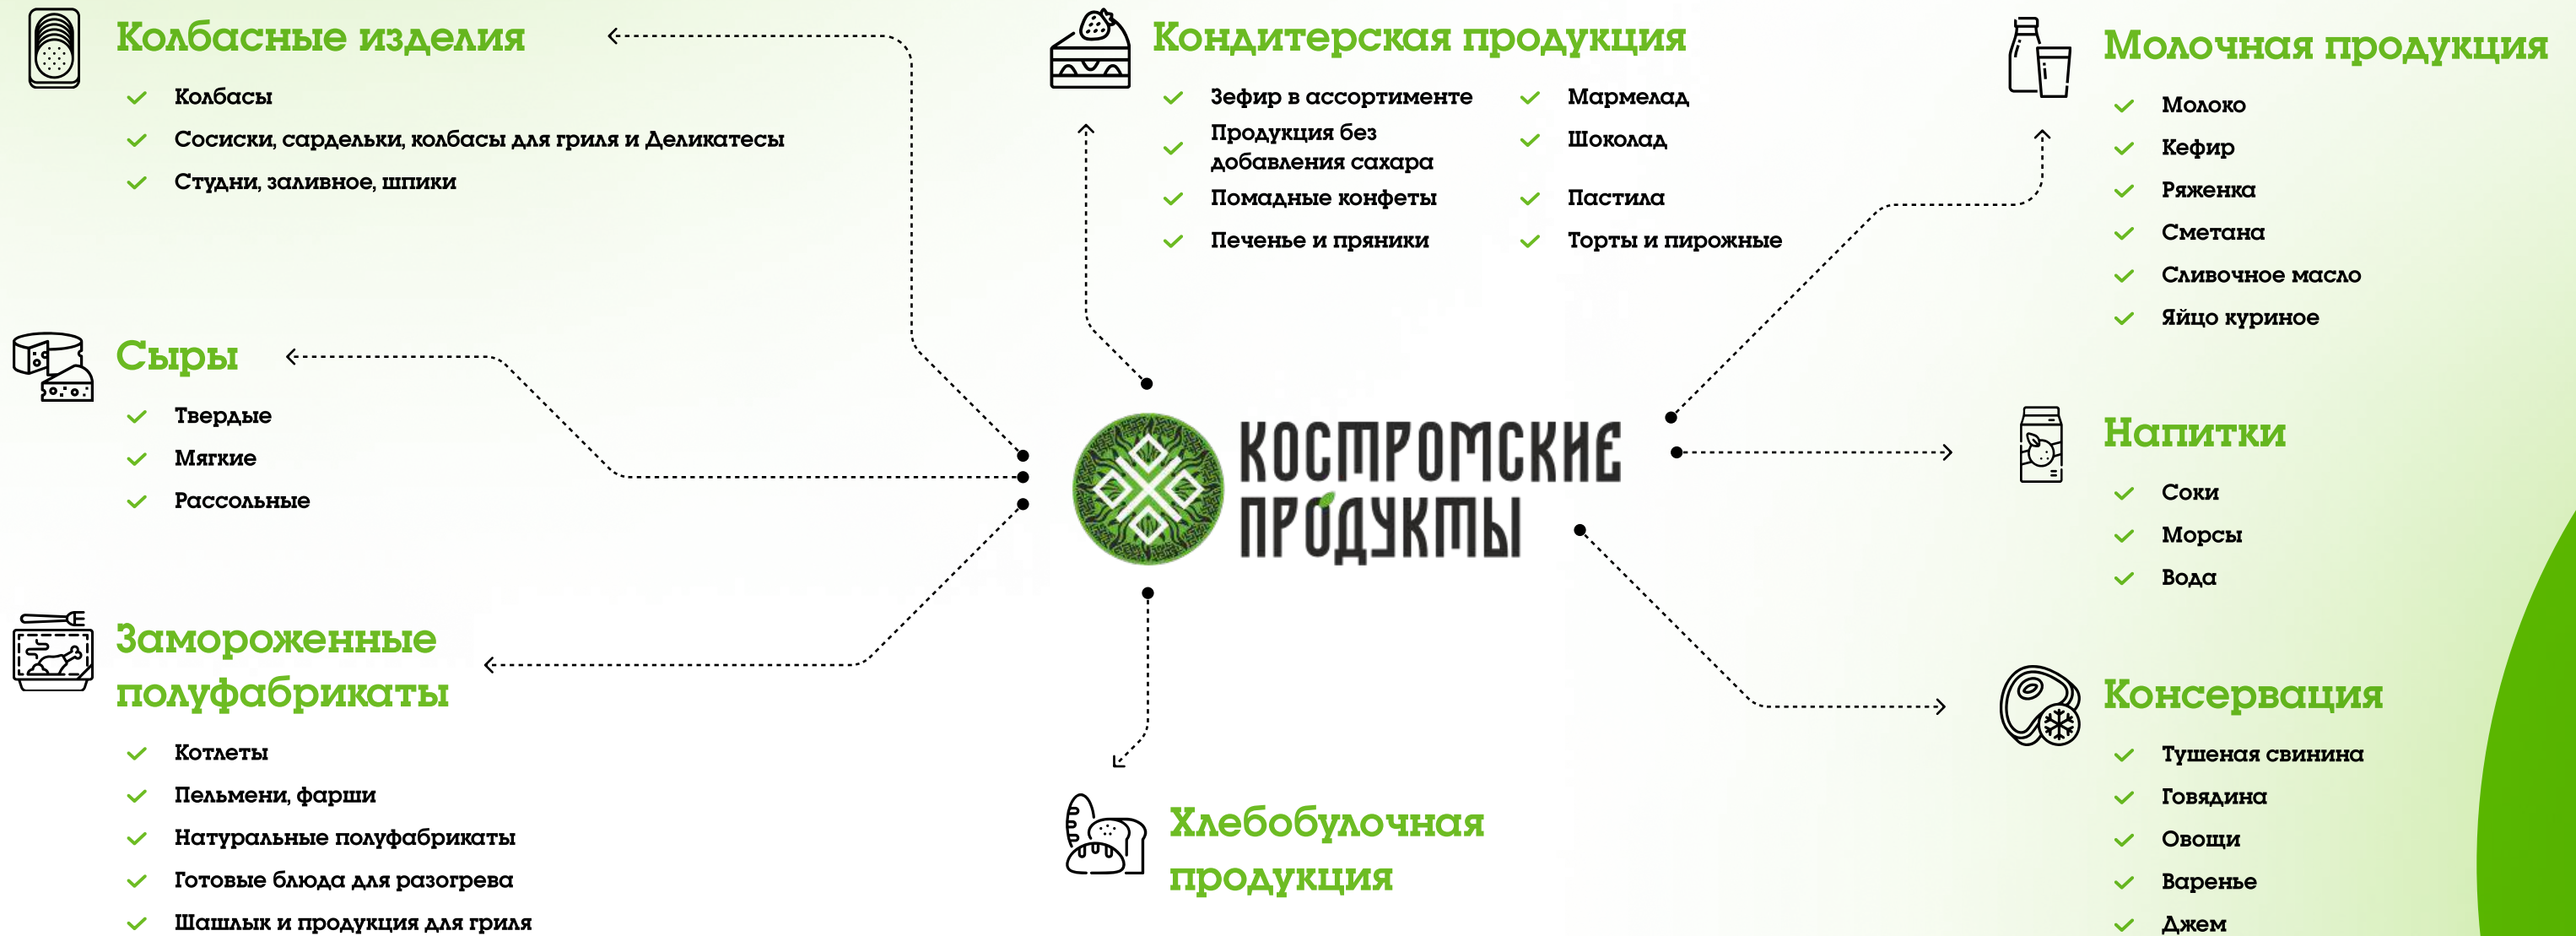 Колбасные изделия
Колбасы
Сосиски, сардельки, колбасы для гриля и Деликатесы
Студни, заливное, шпики
Кондитерская продукция
Зефир в ассортименте
Продукция без
добавления сахара
Помадные конфеты
Печенье и пряники
Мармелад
Шоколад
Пастила
Торты и пирожные
Молочная продукция
Молоко
Кефир
Ряженка
Сметана
Сливочное масло
Яйцо куриное
Сыры
Твердые
Мягкие
Рассольные
КОСТРОМСКИЕ
ПРОДУКТЫ
Напитки
Соки
Морсы
Вода
Замороженные
полуфабрикаты
Котлеты
Пельмени, фарши
Натуральные полуфабрикаты
Готовые блюда для разогрева
Шашлык и продукция для гриля
Хлебобулочная
продукция
Консервация
Тушеная свинина
Говядина
Овощи
Варенье
Джем